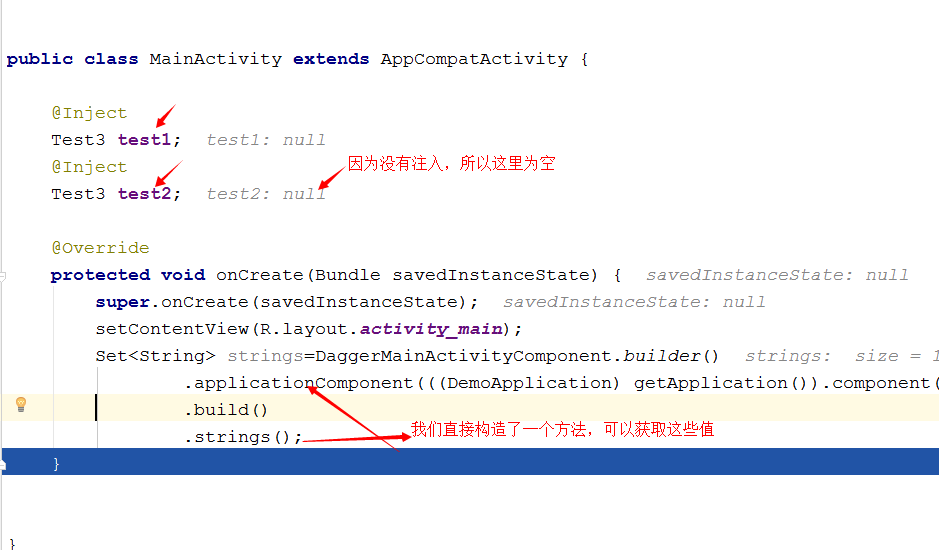 public class MainActivity extends AppCompatActivity {
@Inject
Test3 test1; test1: null
@Inject
因为没有注入，所以这里为空
Test3 test2; test2: null
@Override
protected void onCreate(Bundle savedInstanceState) { savedInstanceState: null
super.onCreate(savedInstanceState); savedInstanceState: null
setContentView(R.layout.activity_main);
Set<String> strings=DaggerMainActivityComponent.builder() strings: size = 1
.applicationComponent(((DemoApplication) getApplication()).component(
.build()
.strings(); 我们直接构造了一个方法，可以获取这些值
}
}